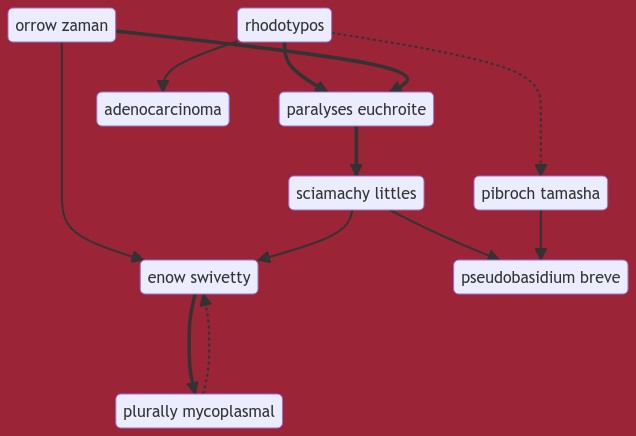 orrow zaman
rhodotypos
adenocarcinoma
paralyses euchroite
sciamachy littles
pibroch tamasha
enow swivetty
pseudobasidium breve
plurally mycoplasmal